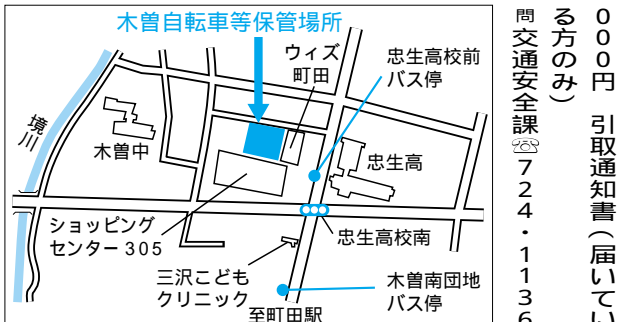 木曽自転車等保管場所
ウィズ
町田
忠生高校前
バス停
境川
木曽中
忠生高
ショッピング
センター305
忠生高校南
三沢こども
クリニック
木曽南団地
バス停
至町田駅
000円 引取通知書(届いてい
る方のみ)
問交通安全課☎724・1136